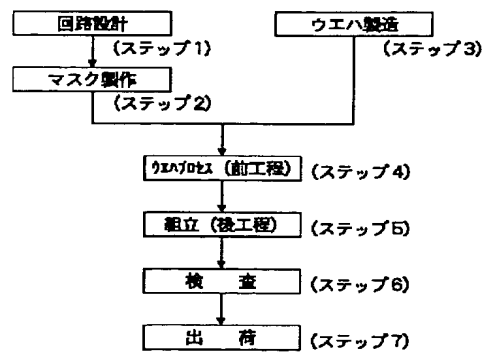 回路設計
(ステップ1)
マスク製作
(ステップ2)
ウエハ製造
(ステップ3)
ウエハプロセス (前工程)
(ステップ4)
組立 (後工程)
(ステップ5)
検 査
(ステップ6)
出 荷
(ステップ7)